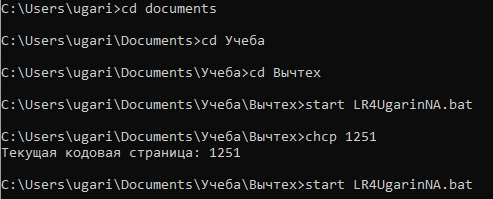 C:\Users\ugari>cd documents
C:\Users\ugari\Documents>cd Учеба
C:\Users\ugari\Documents\Учеба>cd Вычтех
C:\Users\ugari\Documents\Учеба\Вычтех>start LR4UgarinNA.bat
C:\Users\ugari\Documents\Учеба\Вычтех>chcp 1251
Текущая кодовая страница: 1251
C:\Users\ugari\Documents\Учеба\Вычтех>start LR4UgarinNA.bat